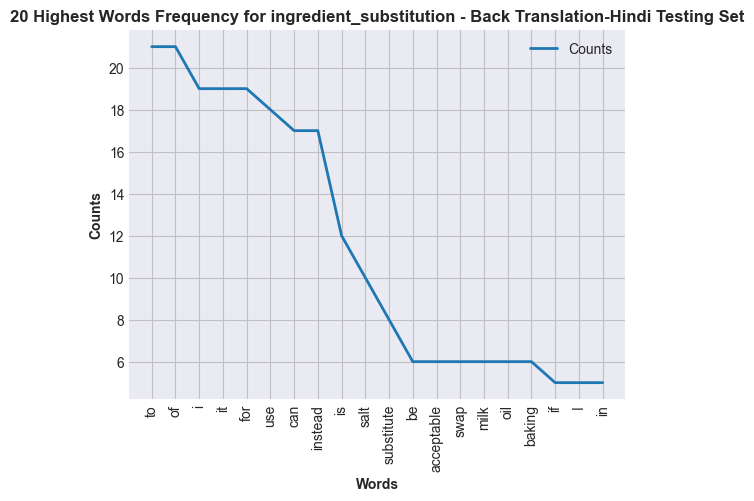 20 Highest Words Frequency for ingredient_substitution - Back Translation-Hindi Testing Set
Counts
Counts
20
18
16
14
12
10
8
6
to
of
i
it
for
use
can
instead
is
salt
substitute
be
acceptable
swap
milk
oil
baking
if
I
in
Words